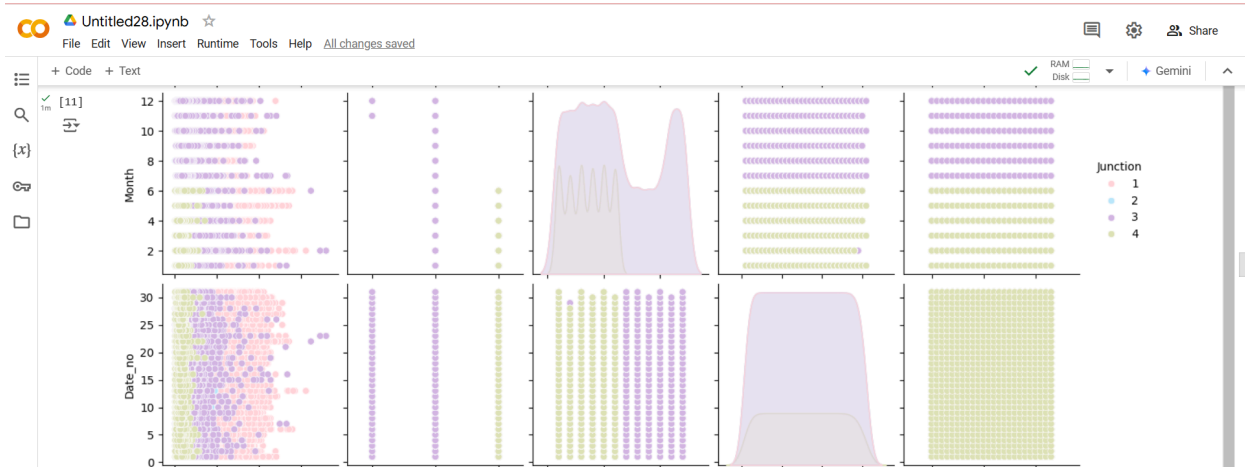 Untitled28.ipynb
File Edit View Insert Runtime Tools Help All changes saved
Share
+ Code + Text
RAM
Disk
Gemini
[11]
1m
{x}
Month
12
10
8
6
4
2
Junction
1
2
3
4
Date_no
30
25
20
15
10
5
0